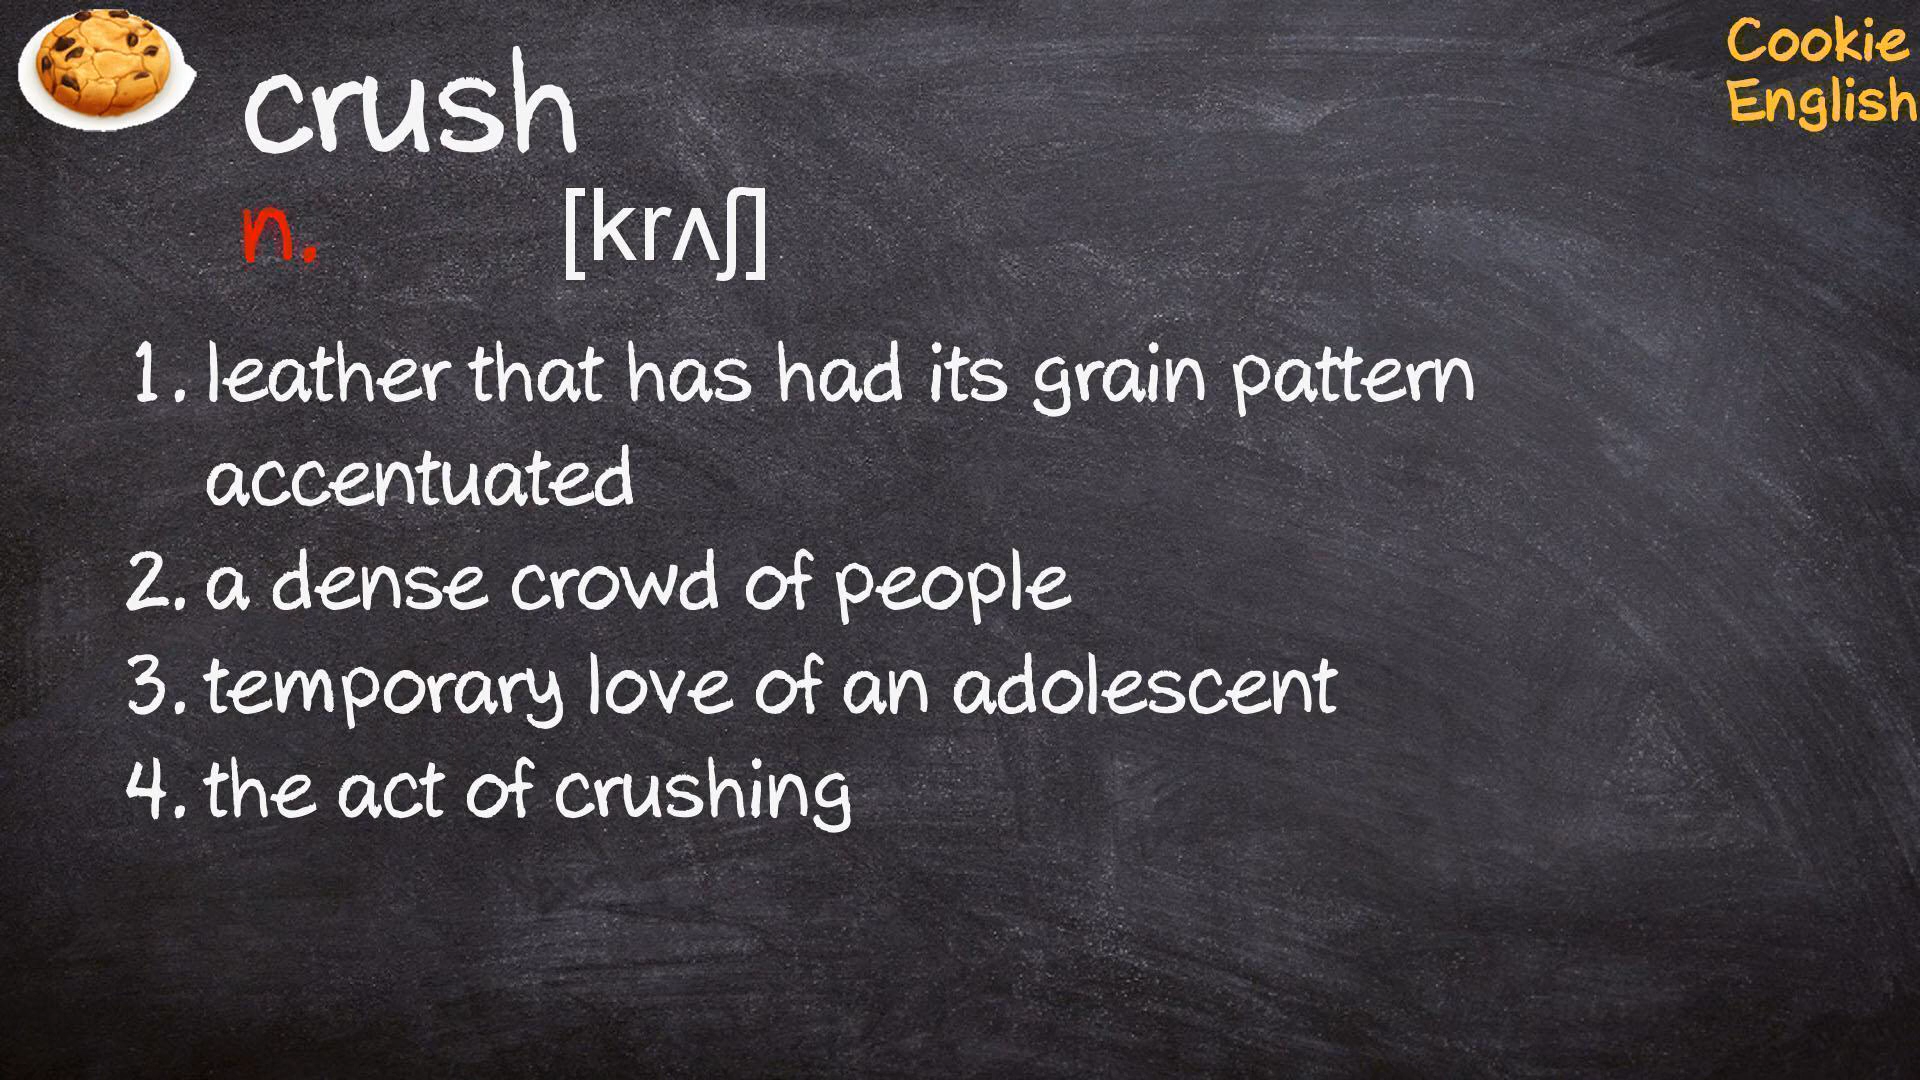 crush
Cookie
English
n. [krʌʃ]
1. leather that has had its grain pattern
accentuated
2. a dense crowd of people
3. temporary love of an adolescent
4. the act of crushing